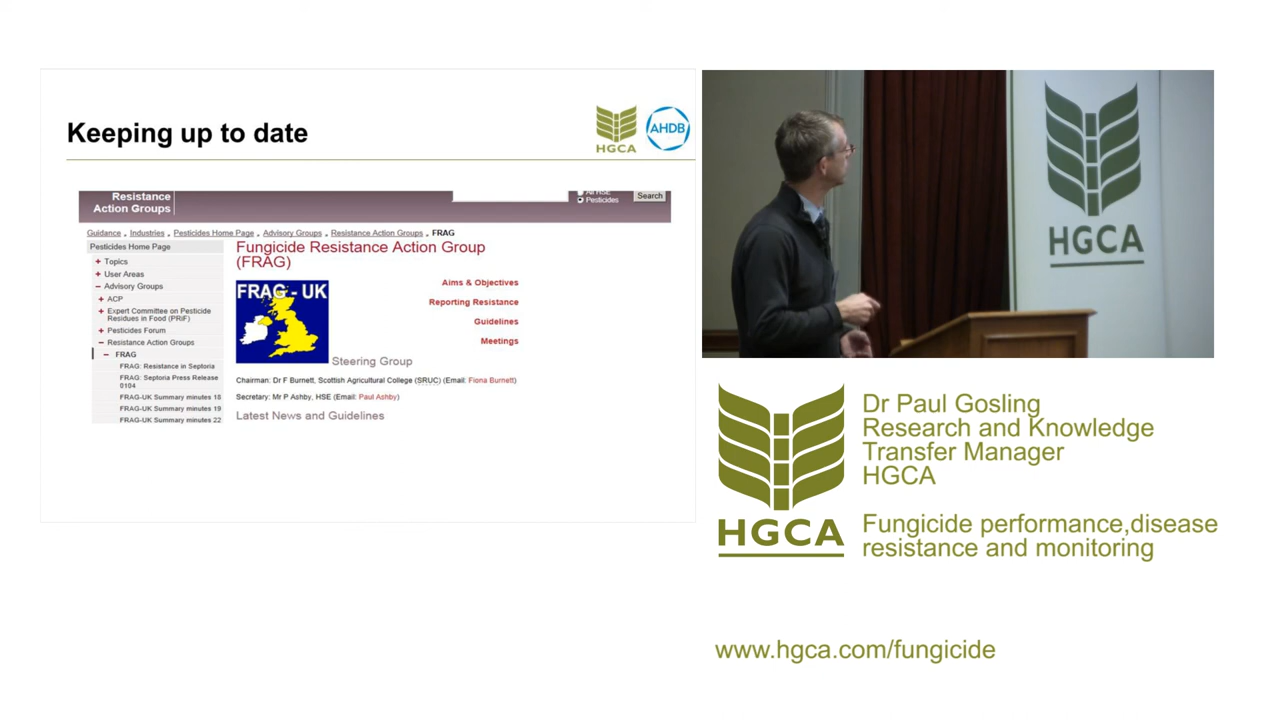 Keeping up to date
HGCA
AHDB
Resistance
Action Groups
All HSE
Pesticides
Search
Guidance . Industries . Pesticides Home Page . Advisory Groups . Resistance Action Groups . FRAG
Pesticides Home Page
+ Topics
+ User Areas
− Advisory Groups
+ ACP
+ Expert Committee on Pesticide
Residues in Food (PRiF)
+ Pesticides Forum
− Resistance Action Groups
− FRAG
FRAG: Resistance in Septoria
FRAG: Septoria Press Release
0104
FRAG-UK Summary minutes 18
FRAG-UK Summary minutes 19
FRAG-UK Summary minutes 22
Fungicide Resistance Action Group
(FRAG)
FRAG - UK
Aims & Objectives
Reporting Resistance
Guidelines
Meetings
Steering Group
Chairman: Dr F Burnett, Scottish Agricultural College (SRUC) (Email: Fiona Burnett)
Secretary: Mr P Ashby, HSE (Email: Paul Ashby)
Latest News and Guidelines
HGCA
HGCA
Dr Paul Gosling
Research and Knowledge
Transfer Manager
HGCA
Fungicide performance,disease
resistance and monitoring
www.hgca.com/fungicide